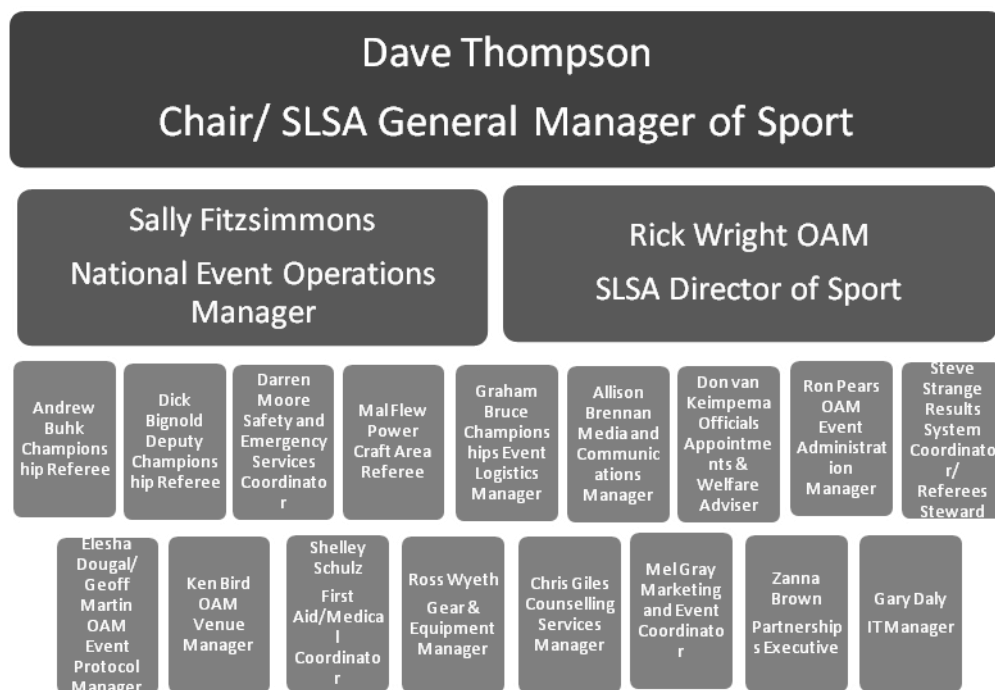 Dave Thompson
Chair/ SLSA General Manager of Sport
Sally Fitzsimmons
National Event Operations
Manager
Rick Wright OAM
SLSA Director of Sport
Andrew
Buhk
Champions
hip Referee
Dick
Bignold
Deputy
Champions
hip Referee
Darren
Moore
Safety and
Emergency
Services
Coordinato
r
Mal Flew
Power
Craft Area
Referee
Graham
Bruce
Champions
hips Event
Logistics
Manager
Allison
Brennan
Media and
Communic
ations
Manager
Don van
Keimpema
Officials
Appointme
nts &
Welfare
Adviser
Ron Pears
OAM
Event
Administrat
ion
Manager
Steve
Strange
Results
System
Coordinato
r/
Referees
Steward
Elesha
Dougal/
Geoff
Martin
OAM
Event
Protocol
Manager
Ken Bird
OAM
Venue
Manager
Shelley
Schulz
First
Aid/Medica
l
Coordinato
r
Ross Wyeth
Gear &
Equipment
Manager
Chris Giles
Counselling
Services
Manager
Mel Gray
Marketing
and Event
Coordinato
r
Zanna
Brown
Partnership
s Executive
Gary Daly
IT Manager